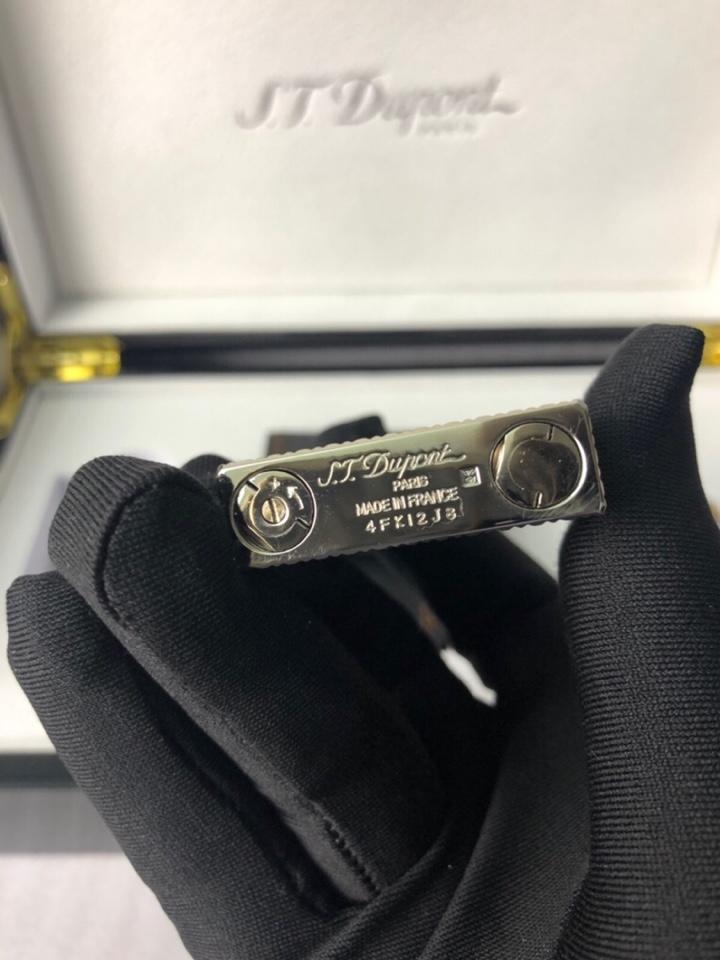 S.T. Dupont
S.T. Dupont
PARIS
MADE IN FRANCE
4FK12J8